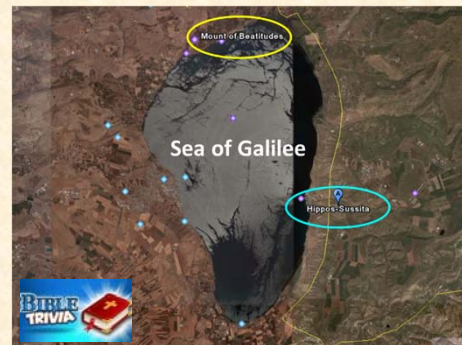 Mount of Beatitudes
Sea of Galilee
A
Hippos-Sussita
BIBLE
TRIVIA